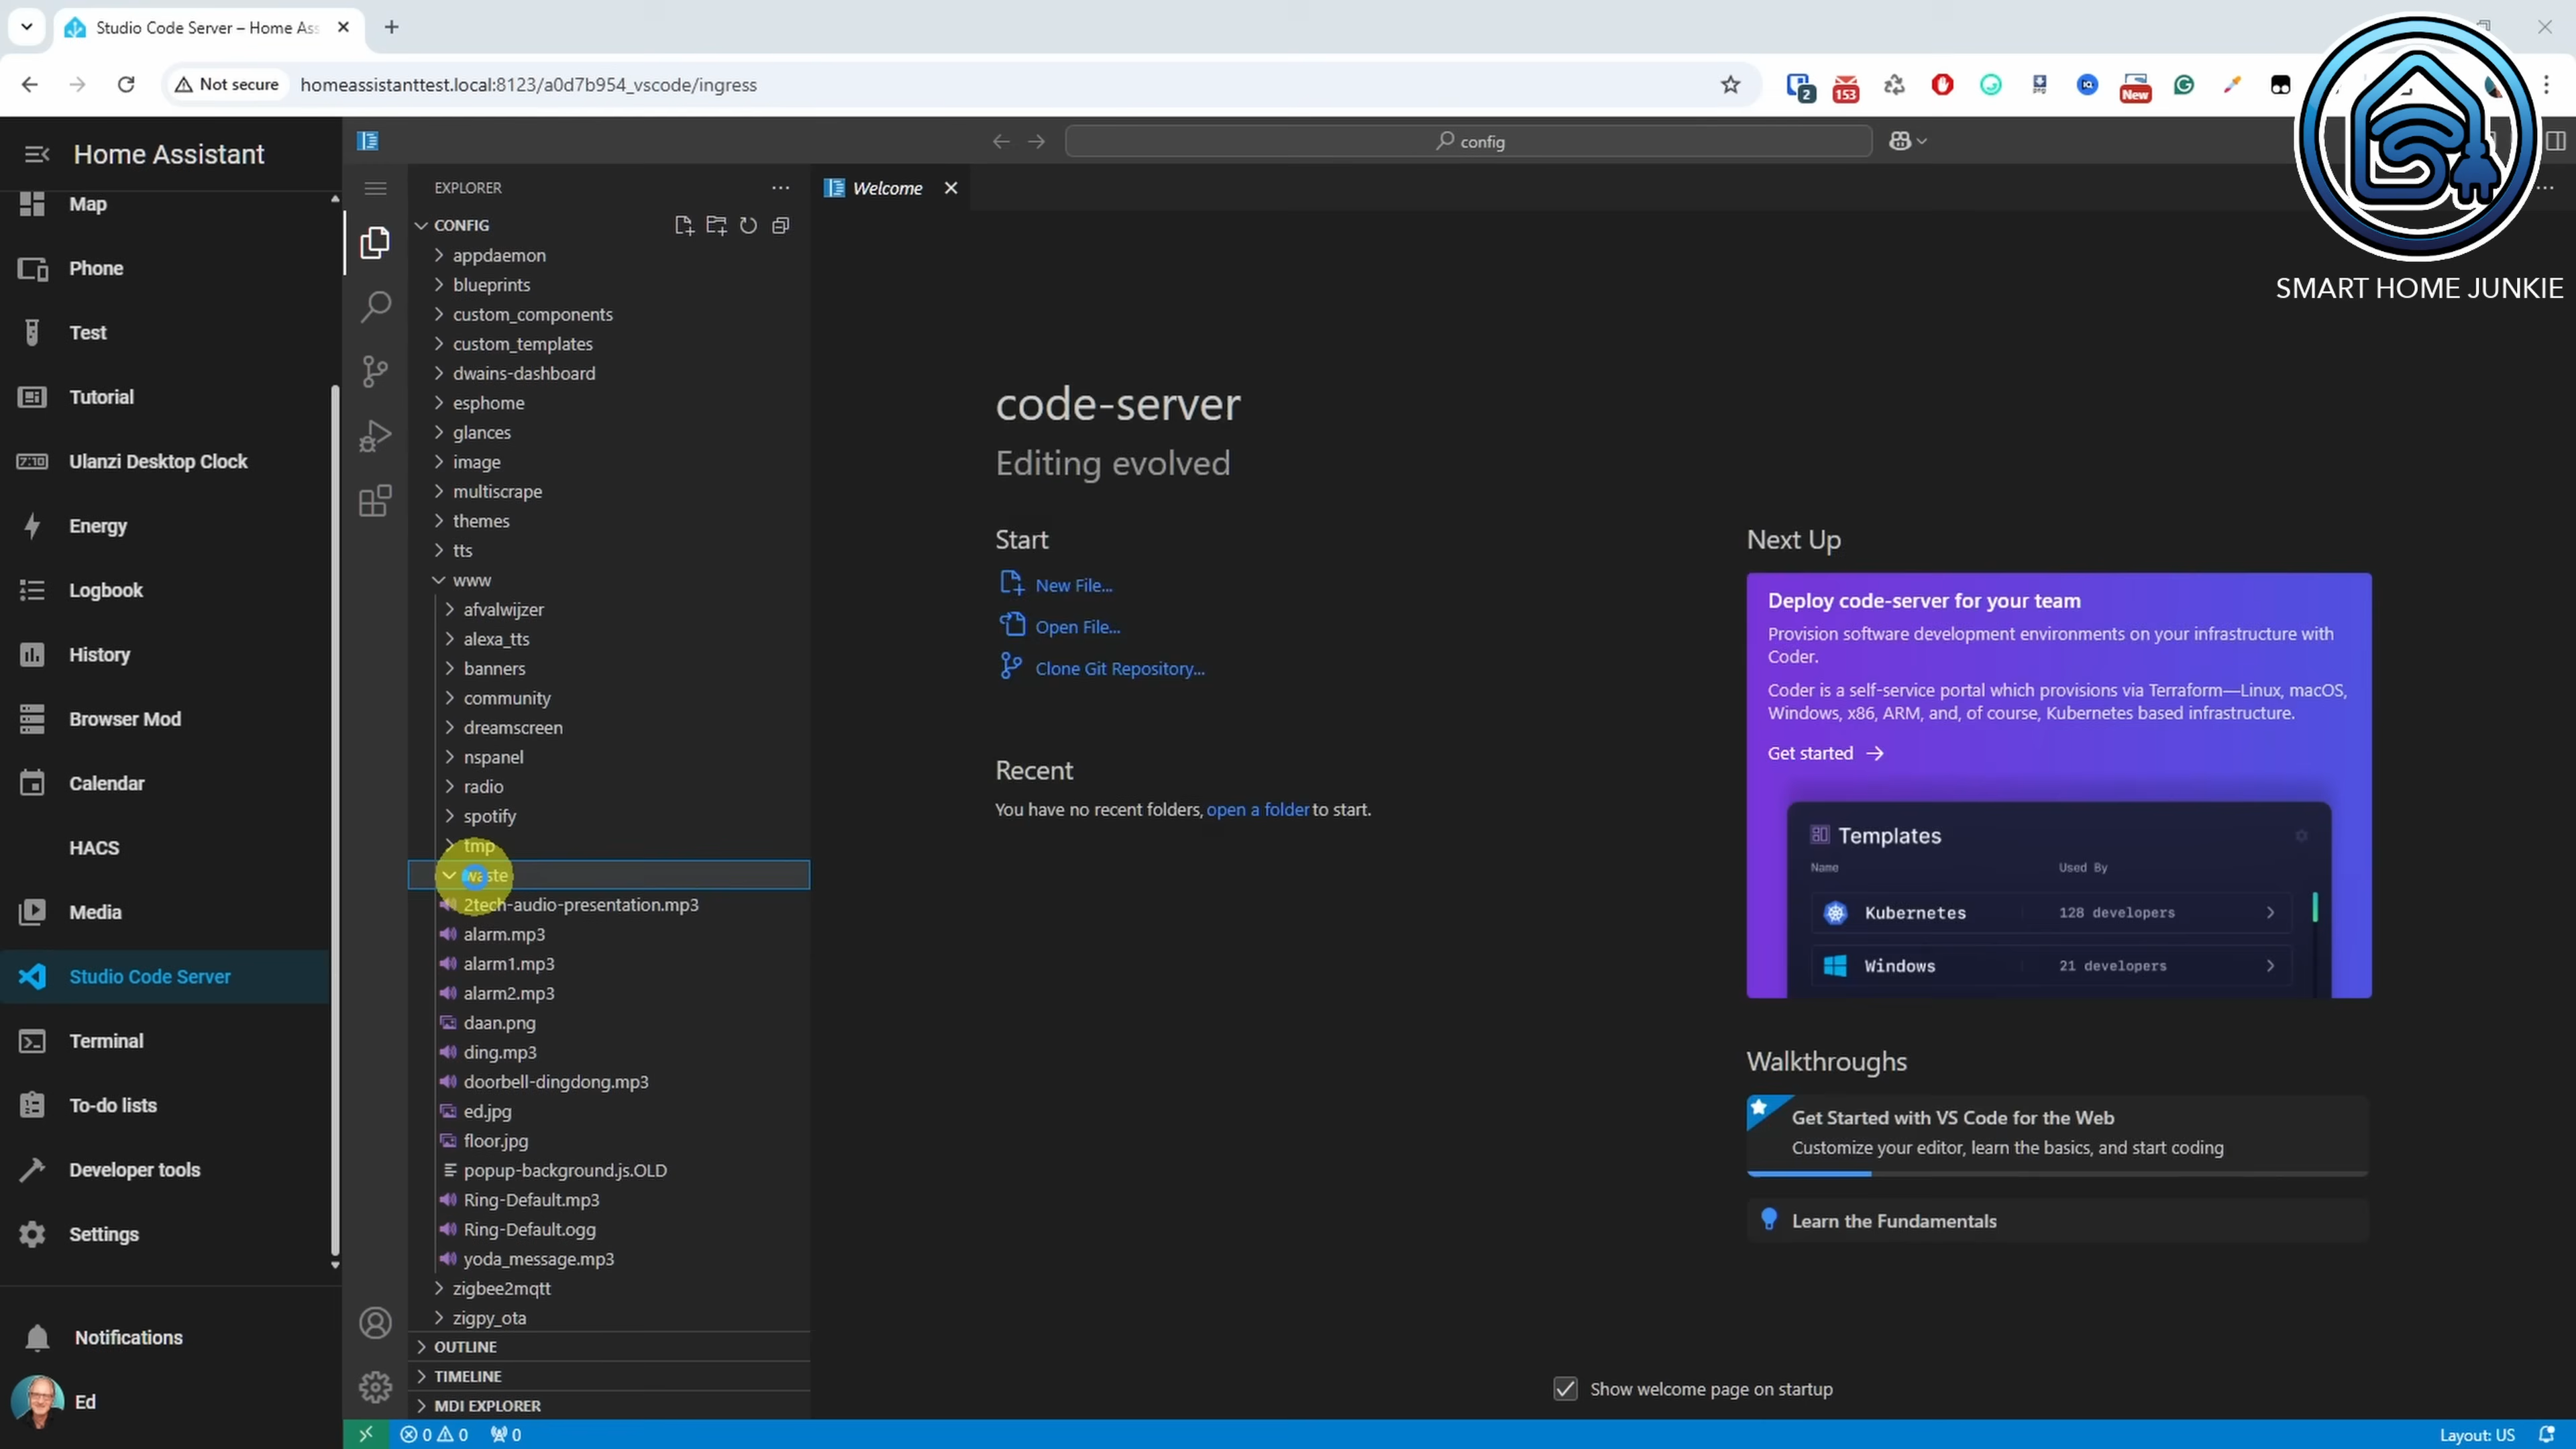 Studio Code Server – Home Ass
Not secure
homeassistanttest.local:8123/a0d7b954_vscode/ingress
2
153
New
SMART HOME JUNKIE
Home Assistant
Map
Phone
Test
Tutorial
7:10
Ulanzi Desktop Clock
Energy
Logbook
History
Browser Mod
Calendar
HACS
Media
Studio Code Server
Terminal
To-do lists
Developer tools
Settings
Notifications
Ed
config
EXPLORER
CONFIG
appdaemon
blueprints
custom_components
custom_templates
dwains-dashboard
esphome
glances
image
multiscrape
themes
tts
www
afvalwijzer
alexa_tts
banners
community
dreamscreen
nspanel
radio
spotify
tmp
waste
2tech-audio-presentation.mp3
alarm.mp3
alarm1.mp3
alarm2.mp3
daan.png
ding.mp3
doorbell-dingdong.mp3
ed.jpg
floor.jpg
popup-background.js.OLD
Ring-Default.mp3
Ring-Default.ogg
yoda_message.mp3
zigbee2mqtt
zigpy_ota
OUTLINE
TIMELINE
MDI EXPLORER
Welcome
code-server
Editing evolved
Start
New File...
Open File...
Clone Git Repository...
Recent
You have no recent folders, open a folder to start.
Next Up
Deploy code-server for your team
Provision software development environments on your infrastructure with
Coder.
Coder is a self-service portal which provisions via Terraform—Linux, macOS,
Windows, x86, ARM, and, of course, Kubernetes based infrastructure.
Get started
Templates
Name Used By
Kubernetes 128 developers
Windows 21 developers
Walkthroughs
Get Started with VS Code for the Web
Customize your editor, learn the basics, and start coding
Learn the Fundamentals
Show welcome page on startup
0 0 0
Layout: US